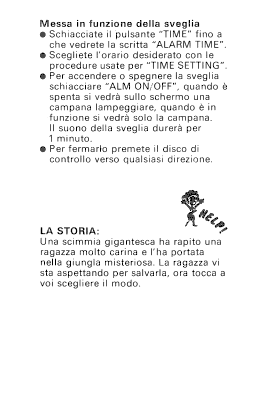 Messa in funzione della sveglia
● Schiacciate il pulsante "TIME" fino a
che vedrete la scritta "ALARM TIME".
● Scegliete l'orario desiderato con le
procedure usate per "TIME SETTING".
● Per accendere o spegnere la sveglia
schiacciare "ALM ON/OFF", quando è
spenta si vedrà sullo schermo una
campana lampeggiare, quando è in
funzione si vedrà solo la campana.
Il suono della sveglia durerà per
1 minuto.
● Per fermarlo premete il disco di
controllo verso qualsiasi direzione.
HELP!
LA STORIA:
Una scimmia gigantesca ha rapito una
ragazza molto carina e l'ha portata
nella giungla misteriosa. La ragazza vi
sta aspettando per salvarla, ora tocca a
voi scegliere il modo.